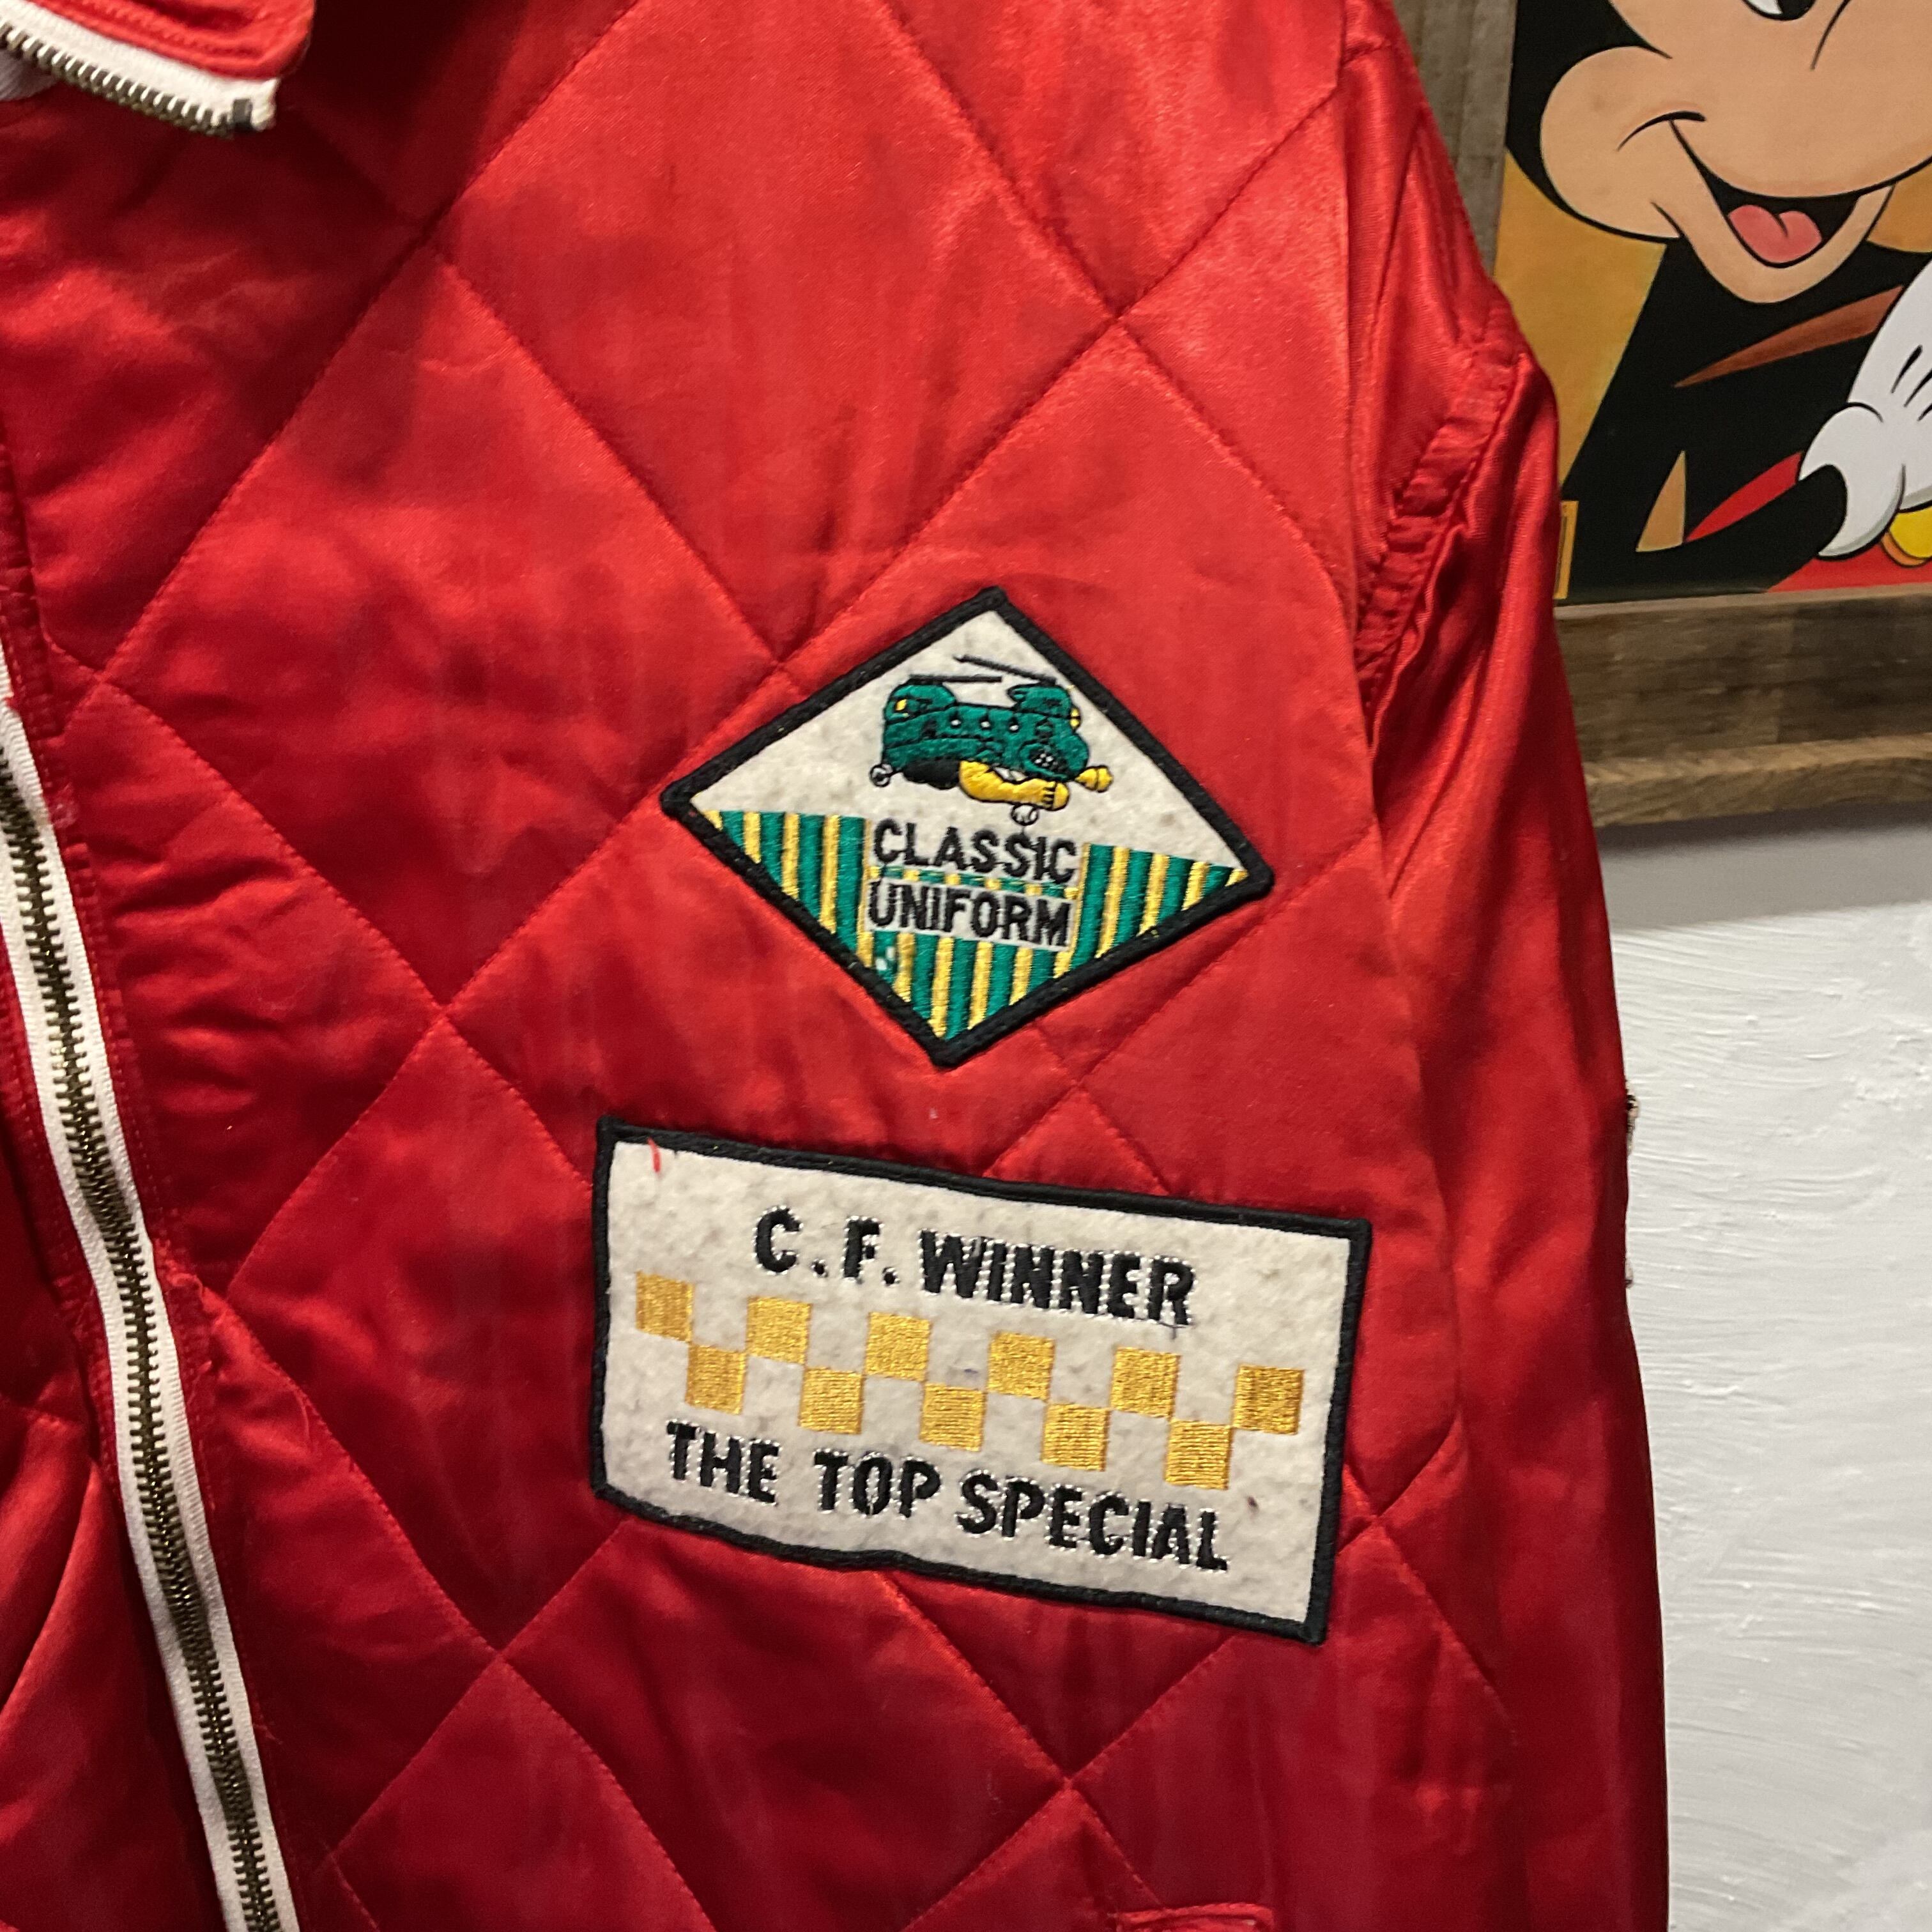 CLASSIC
UNIFORM
C.F. WINNER
THE TOP SPECIAL